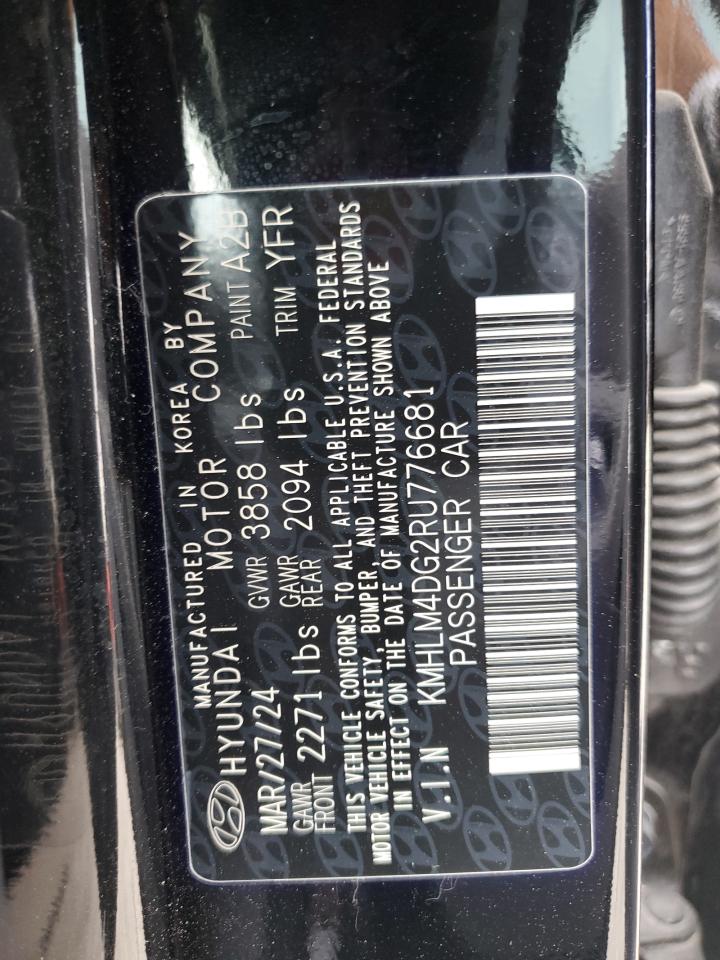 MANUFACTURED IN KOREA BY
HYUNDAI MOTOR COMPANY
MAR/27/24 GVWR 3858 lbs PAINT A2B
GAWR FRONT 2271 lbs GAWR REAR 2094 lbs TRIM YFR
THIS VEHICLE CONFORMS TO ALL APPLICABLE U.S.A. FEDERAL
MOTOR VEHICLE SAFETY, BUMPER, AND THEFT PREVENTION STANDARDS
IN EFFECT ON THE DATE OF MANUFACTURE SHOWN ABOVE
V.I.N KMHLM4DG2RU776681
PASSENGER CAR